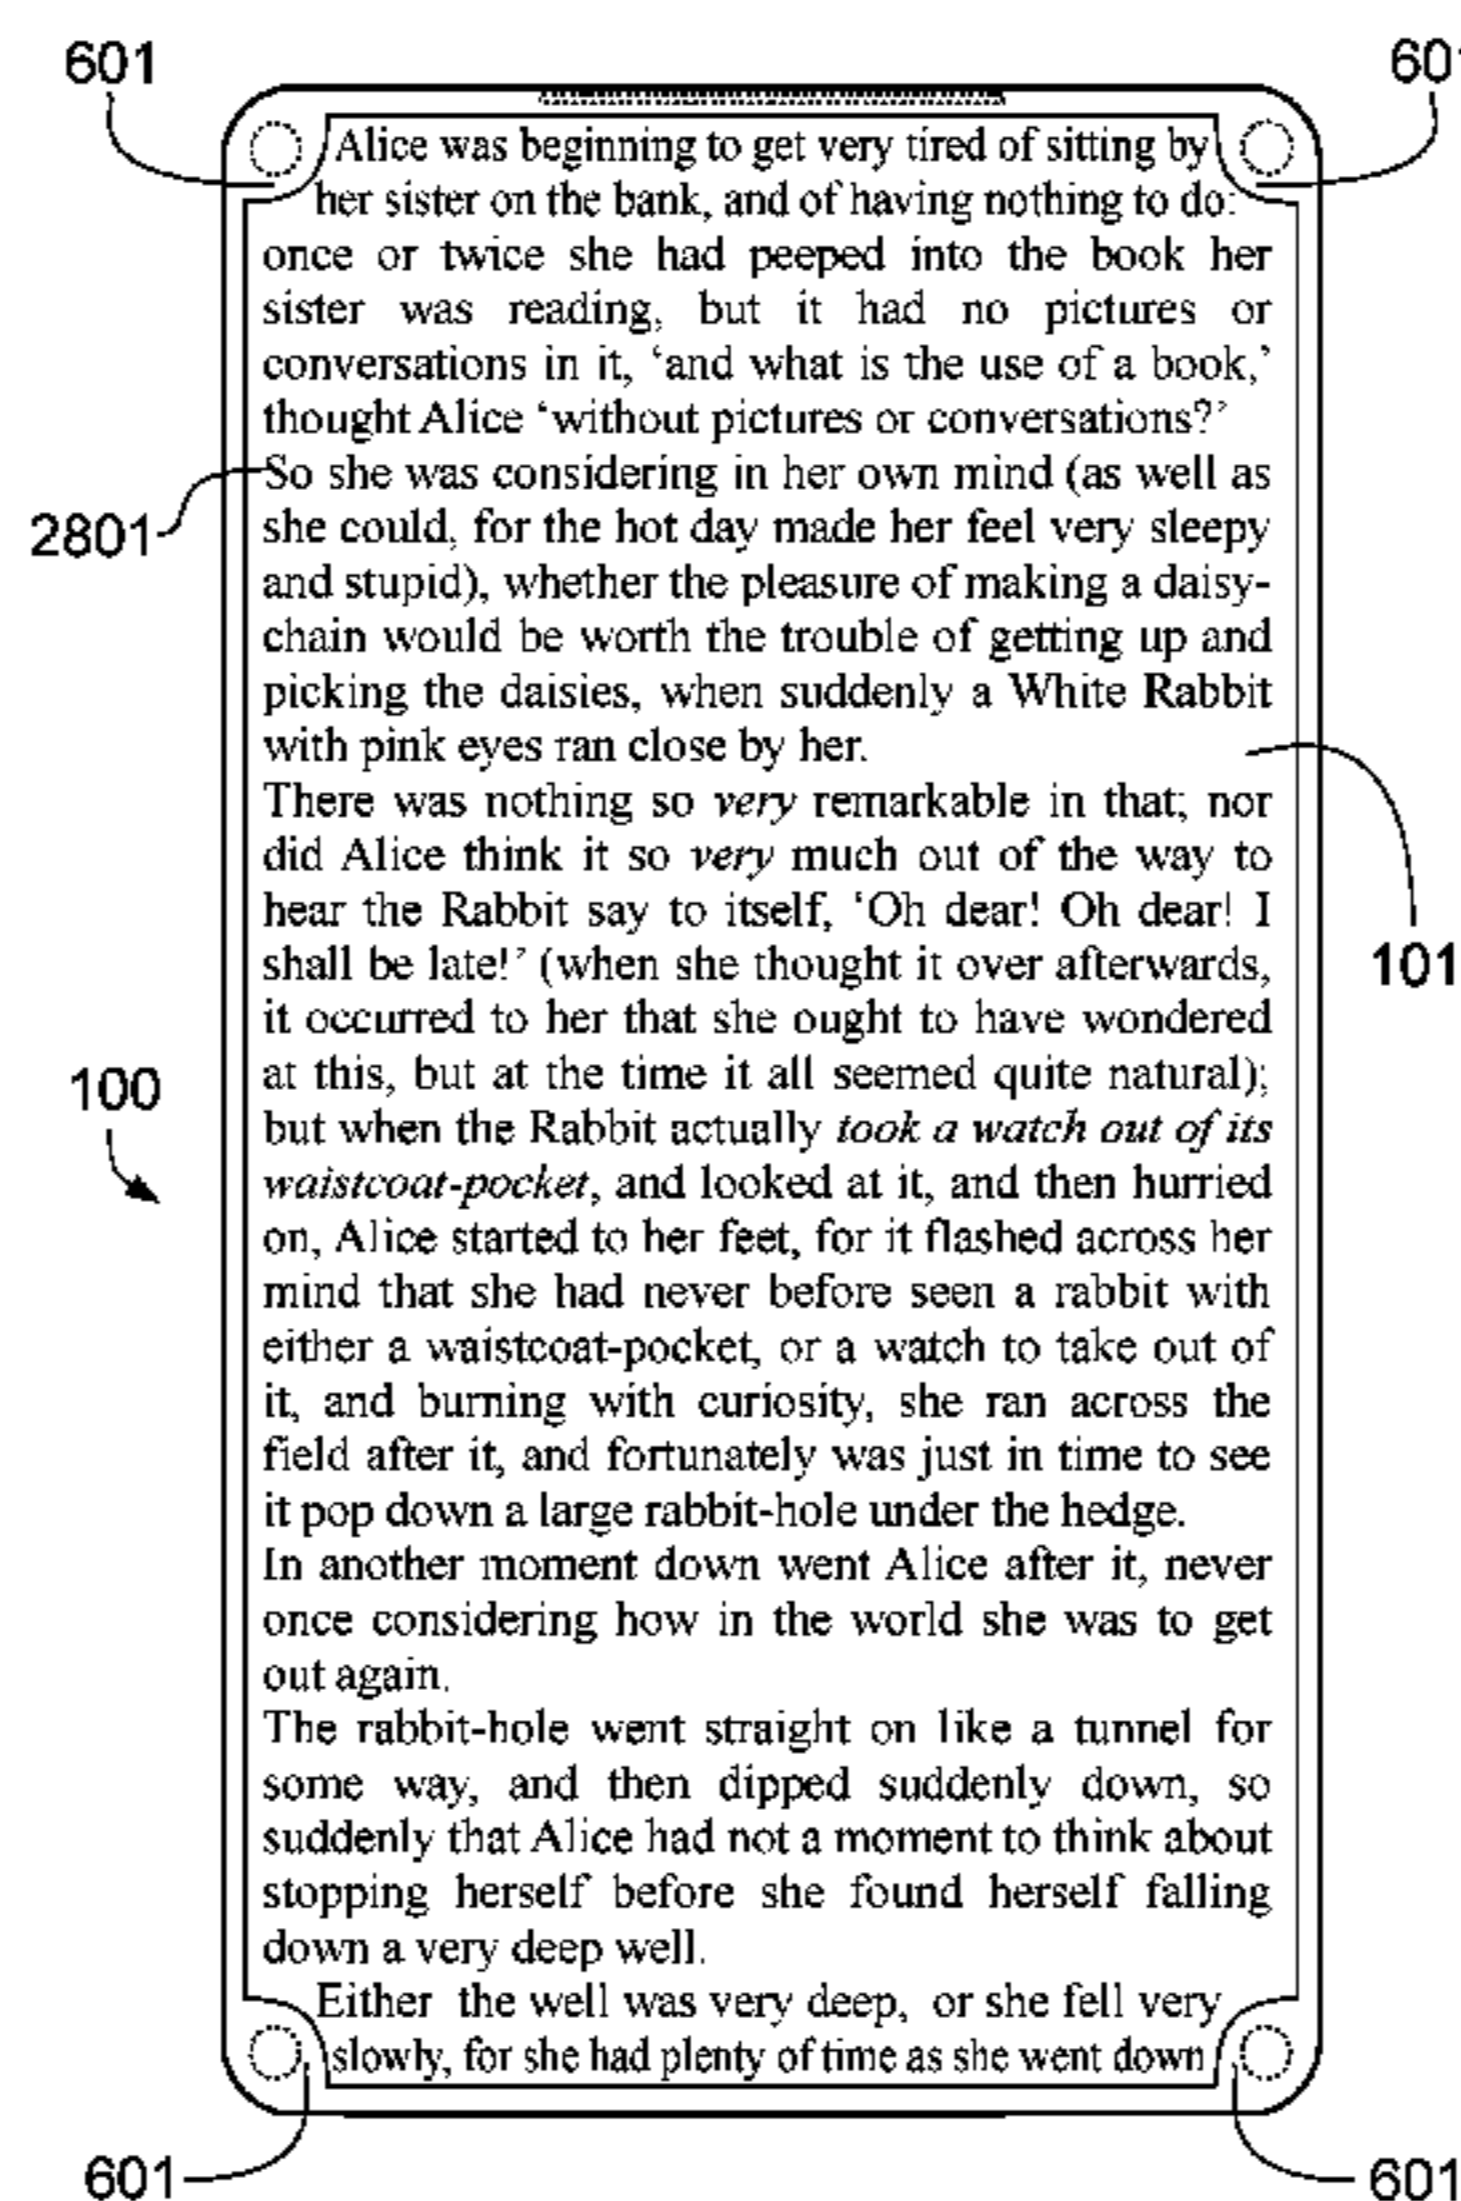 601
601
Alice was beginning to get very tired of sitting by
her sister on the bank, and of having nothing to do:
once or twice she had peeped into the book her
sister was reading, but it had no pictures or
conversations in it, ‘and what is the use of a book,’
thought Alice ‘without pictures or conversations?’
So she was considering in her own mind (as well as
2801
she could, for the hot day made her feel very sleepy
and stupid), whether the pleasure of making a daisy-
chain would be worth the trouble of getting up and
picking the daisies, when suddenly a White Rabbit
with pink eyes ran close by her.
There was nothing so very remarkable in that; nor
did Alice think it so very much out of the way to
hear the Rabbit say to itself, ‘Oh dear! Oh dear! I
shall be late!’ (when she thought it over afterwards,
101
it occurred to her that she ought to have wondered
at this, but at the time it all seemed quite natural);
100
but when the Rabbit actually took a watch out of its
waistcoat-pocket, and looked at it, and then hurried
on, Alice started to her feet, for it flashed across her
mind that she had never before seen a rabbit with
either a waistcoat-pocket, or a watch to take out of
it, and burning with curiosity, she ran across the
field after it, and fortunately was just in time to see
it pop down a large rabbit-hole under the hedge.
In another moment down went Alice after it, never
once considering how in the world she was to get
out again.
The rabbit-hole went straight on like a tunnel for
some way, and then dipped suddenly down, so
suddenly that Alice had not a moment to think about
stopping herself before she found herself falling
down a very deep well.
Either the well was very deep, or she fell very
slowly, for she had plenty of time as she went down
601
601